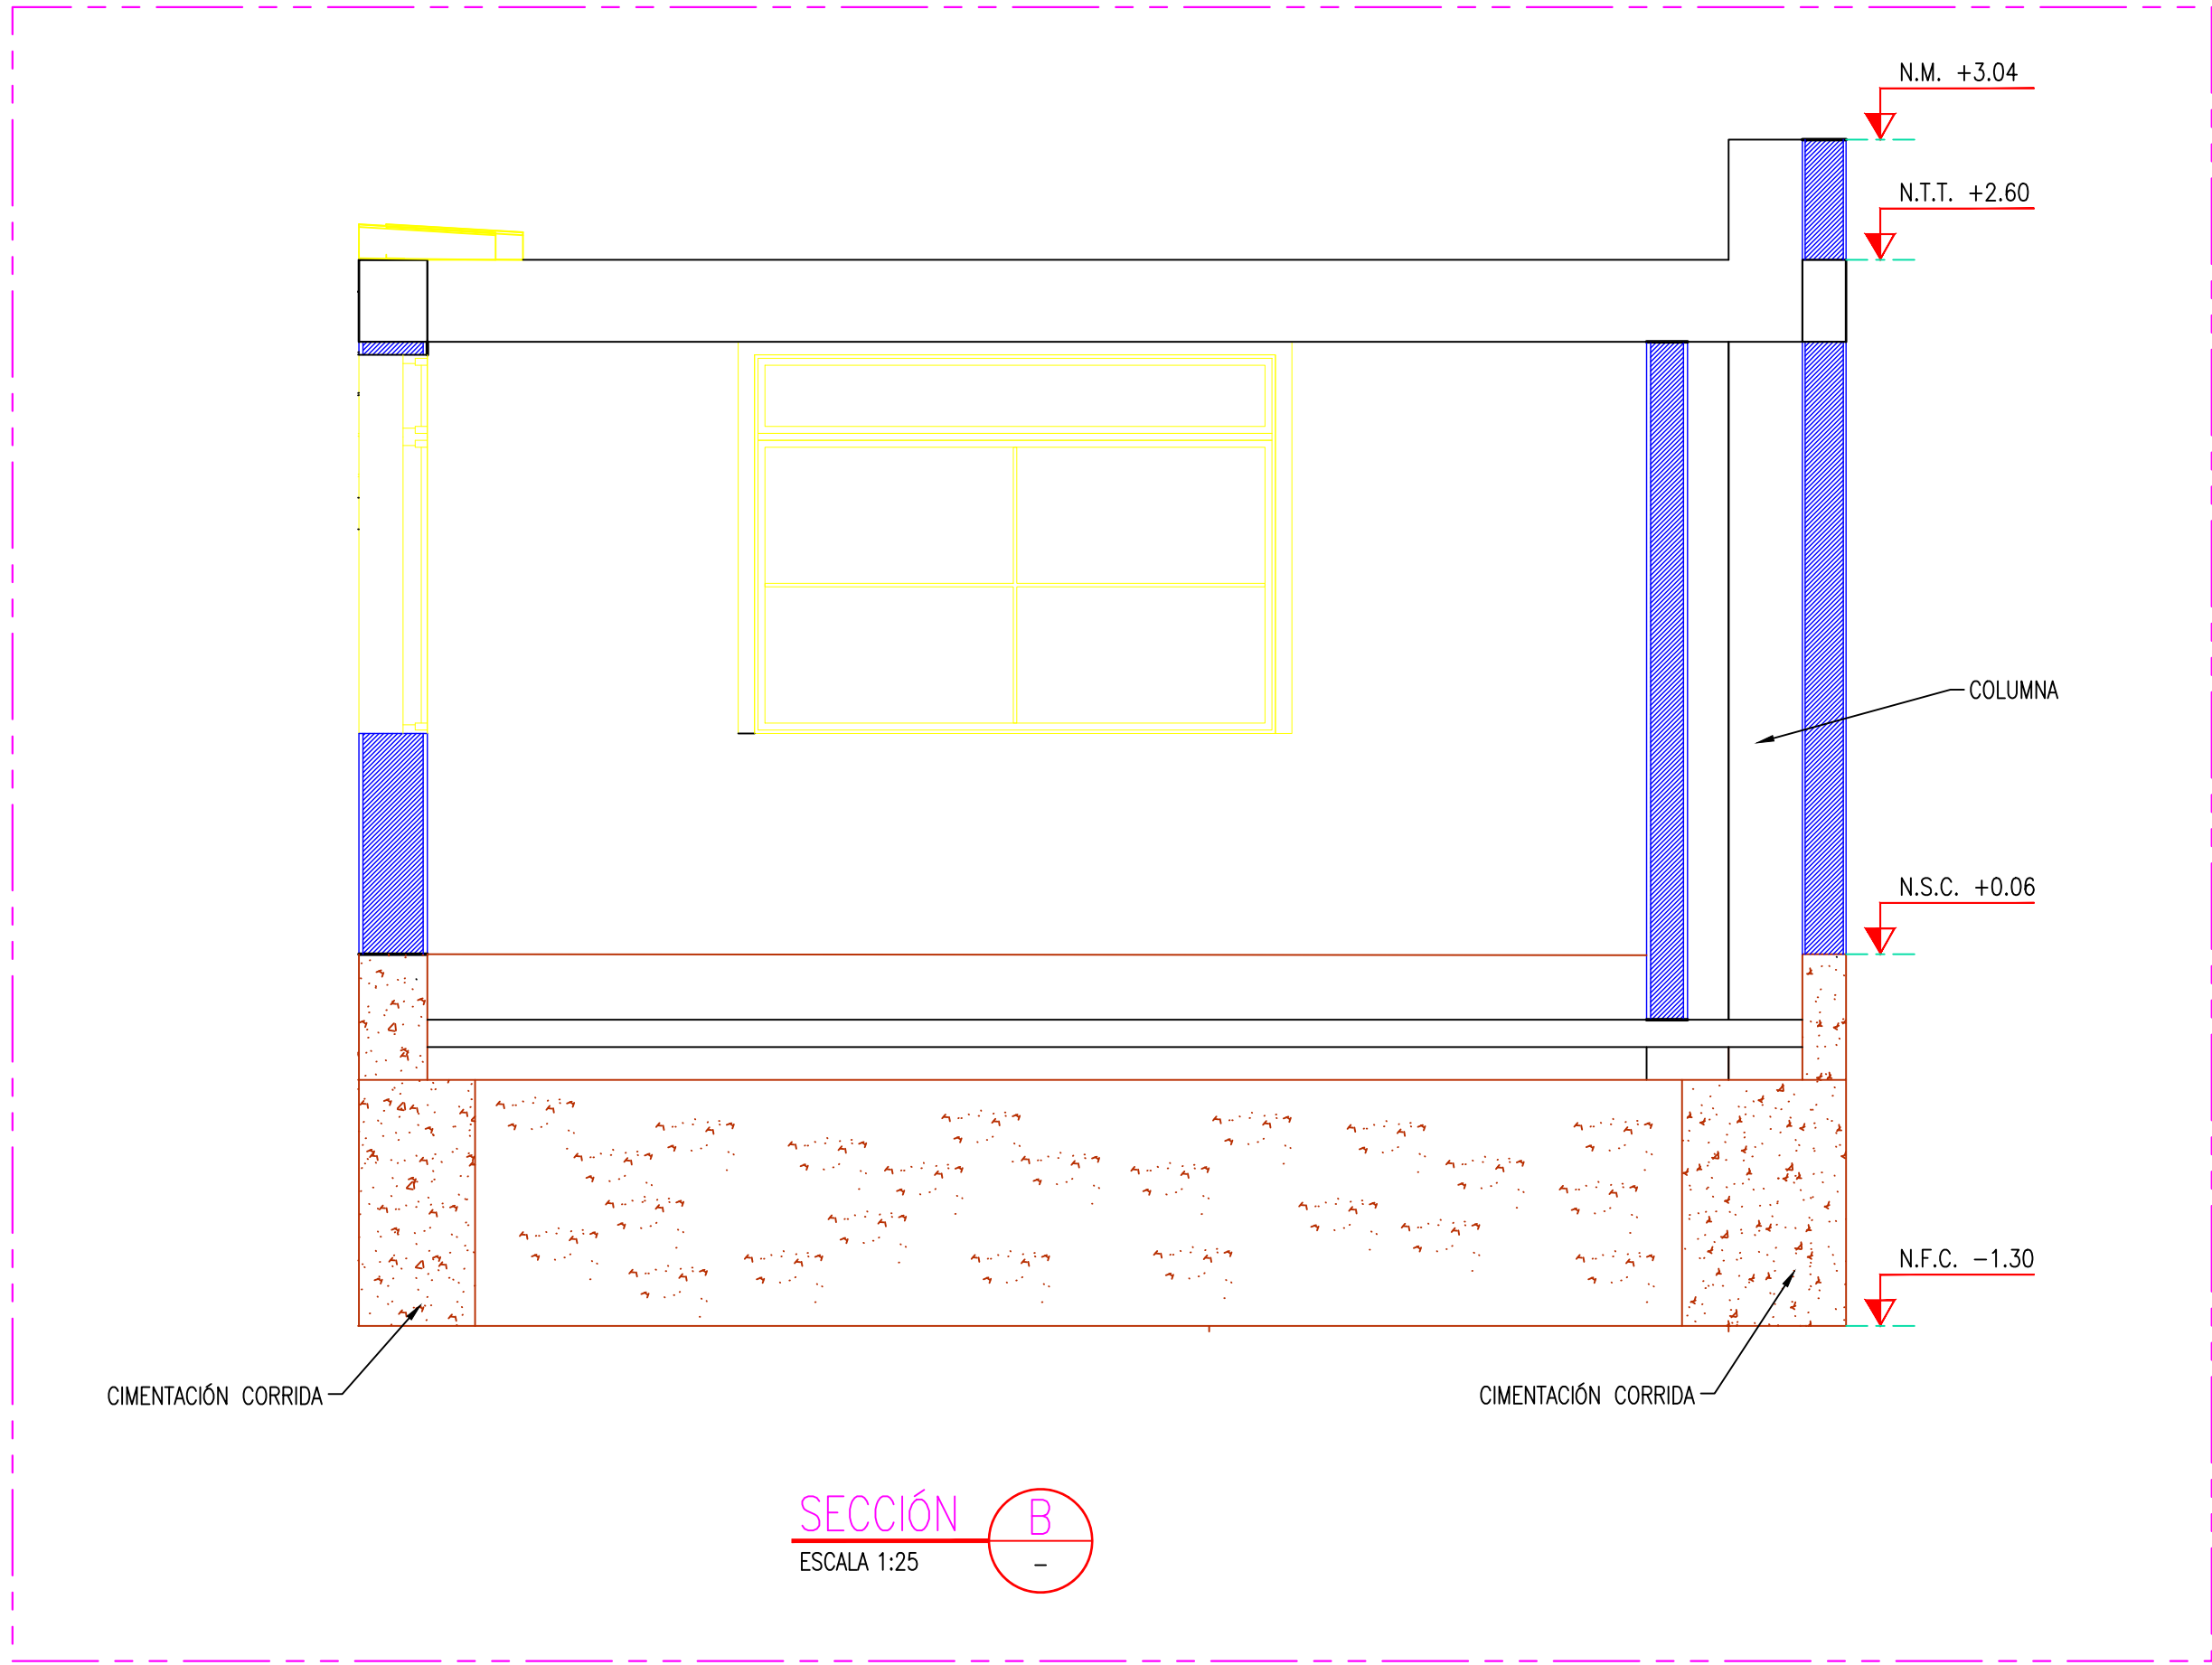 N.M. +3.04
N.T.T. +2.60
COLUMNA
N.S.C. +0.06
N.F.C. −1.30
CIMENTACIÓN CORRIDA
CIMENTACIÓN CORRIDA
SECCIÓN B
ESCALA 1:25 −